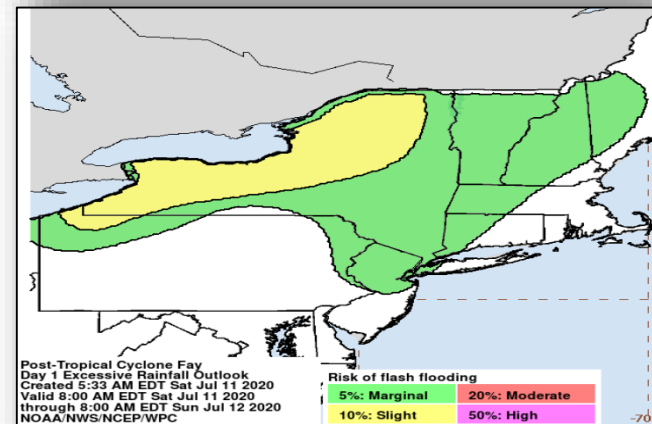 Post-Tropical Cyclone Fay
Day 1 Excessive Rainfall Outlook
Created 5:33 AM EDT Sat Jul 11 2020
Valid 8:00 AM EDT Sat Jul 11 2020
through 8:00 AM EDT Sun Jul 12 2020
NOAA/NWS/NCEP/WPC
Risk of flash flooding
5%: Marginal 20%: Moderate
10%: Slight 50%: High
-70